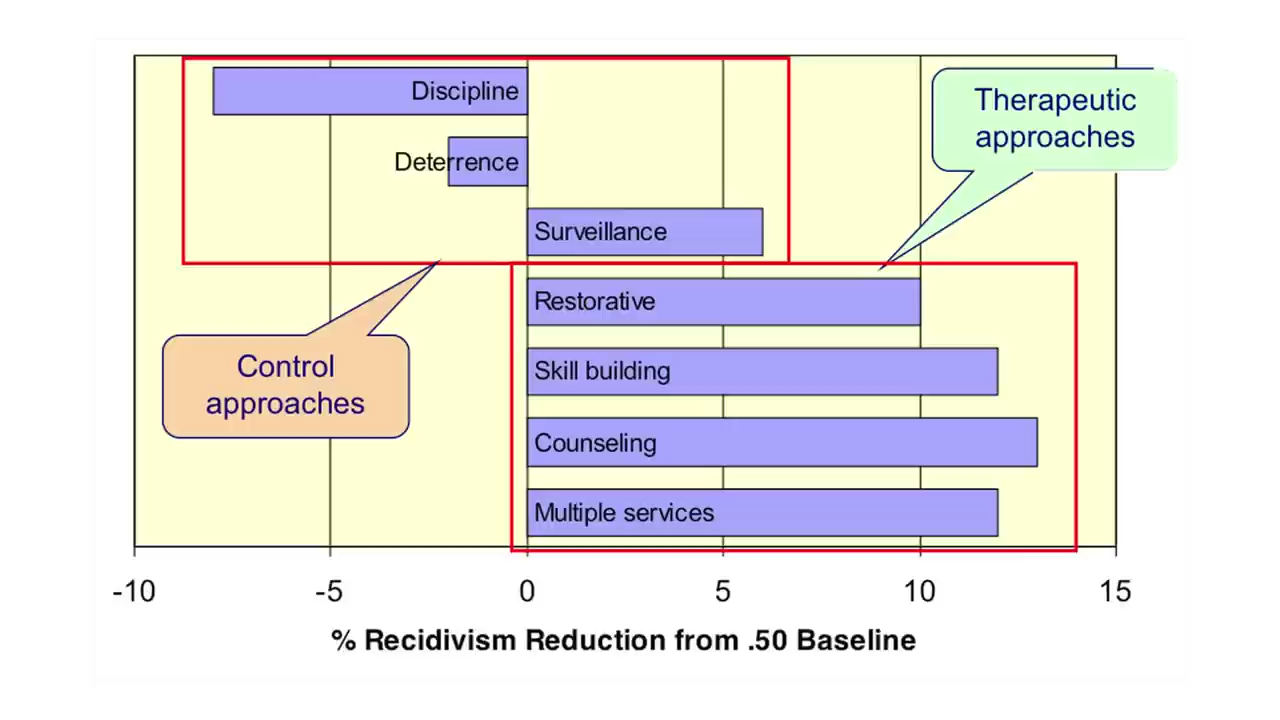 Discipline
Therapeutic
approaches
Deterrence
Surveillance
Restorative
Control
approaches
Skill building
Counseling
Multiple services
-10 -5 0 5 10 15
% Recidivism Reduction from .50 Baseline